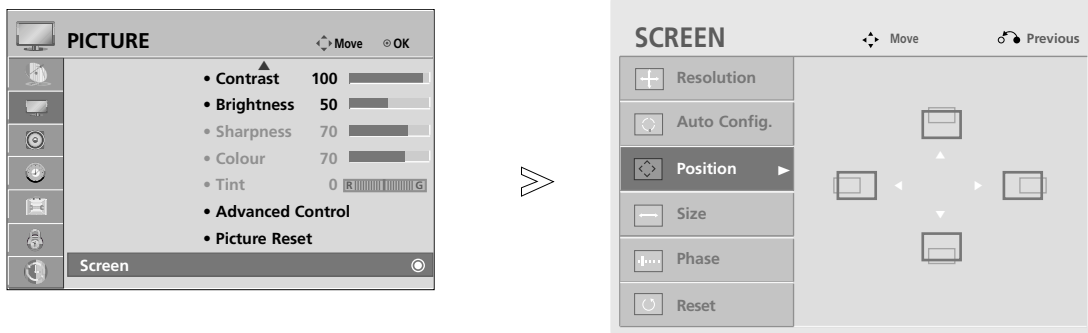 PICTURE Move OK
• Contrast 100
• Brightness 50
• Sharpness 70
• Colour 70
• Tint 0 R G
• Advanced Control
• Picture Reset
Screen
SCREEN Move Previous
Resolution
Auto Config.
Position
Size
Phase
Reset